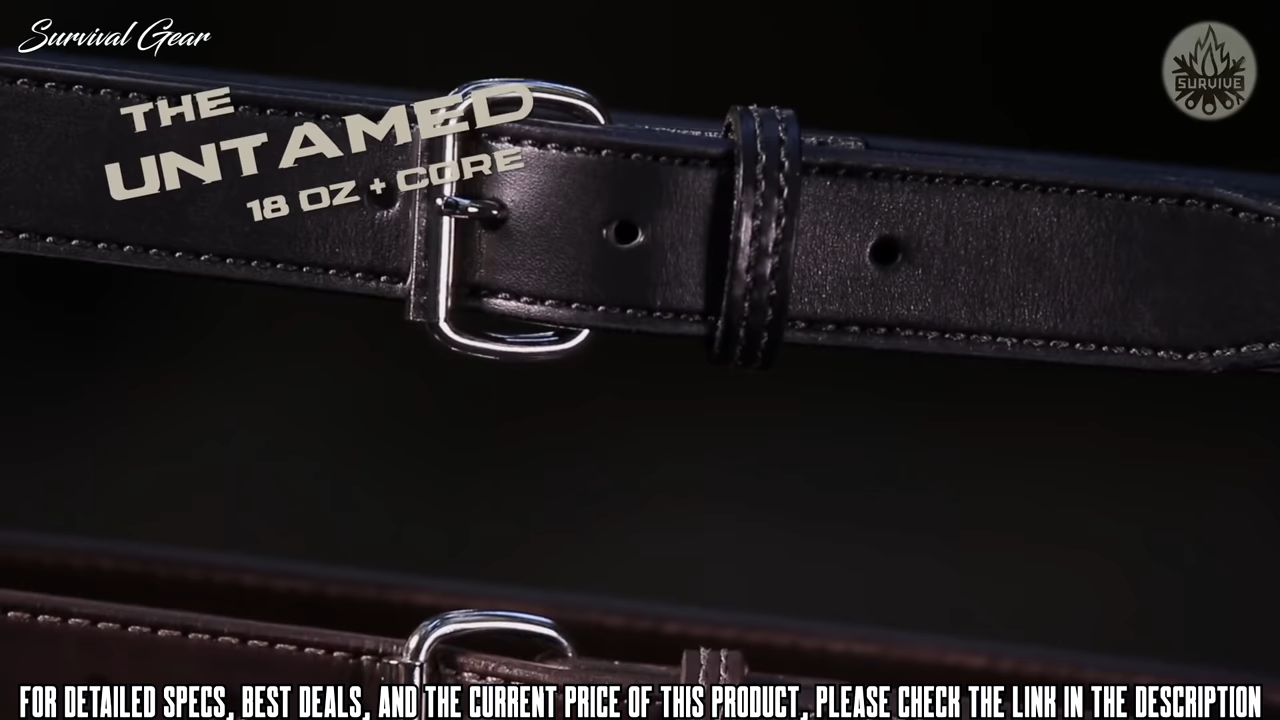 Survival Gear
SURVIVE
THE
UNTAMED
18 OZ + CORE
FOR DETAILED SPECS, BEST DEALS, AND THE CURRENT PRICE OF THIS PRODUCT, PLEASE CHECK THE LINK IN THE DESCRIPTION